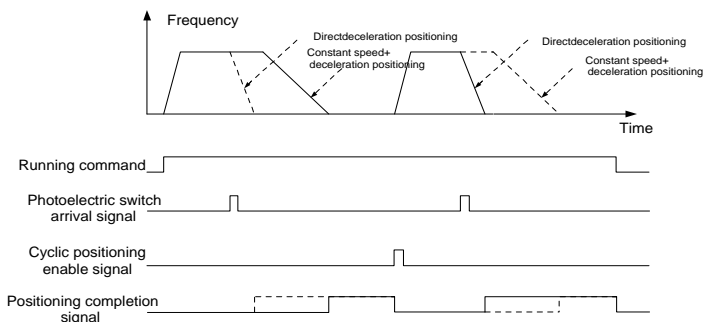 Frequency
Directdeceleration positioning
Constant speed+
deceleration positioning
Directdeceleration positioning
Constant speed+
deceleration positioning
Time
Running command
Photoelectric switch
arrival signal
Cyclic positioning
enable signal
Positioning completion
signal